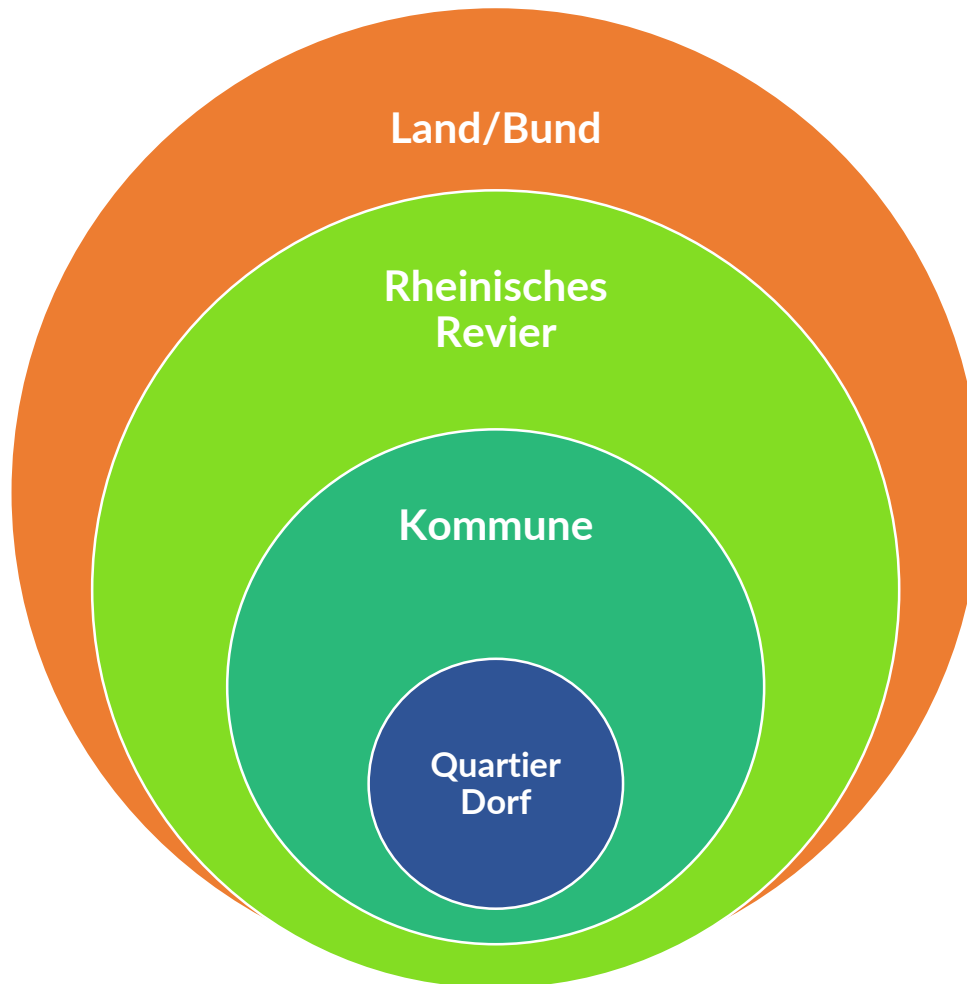 Land/Bund
Rheinisches
Revier
Kommune
Quartier
Dorf